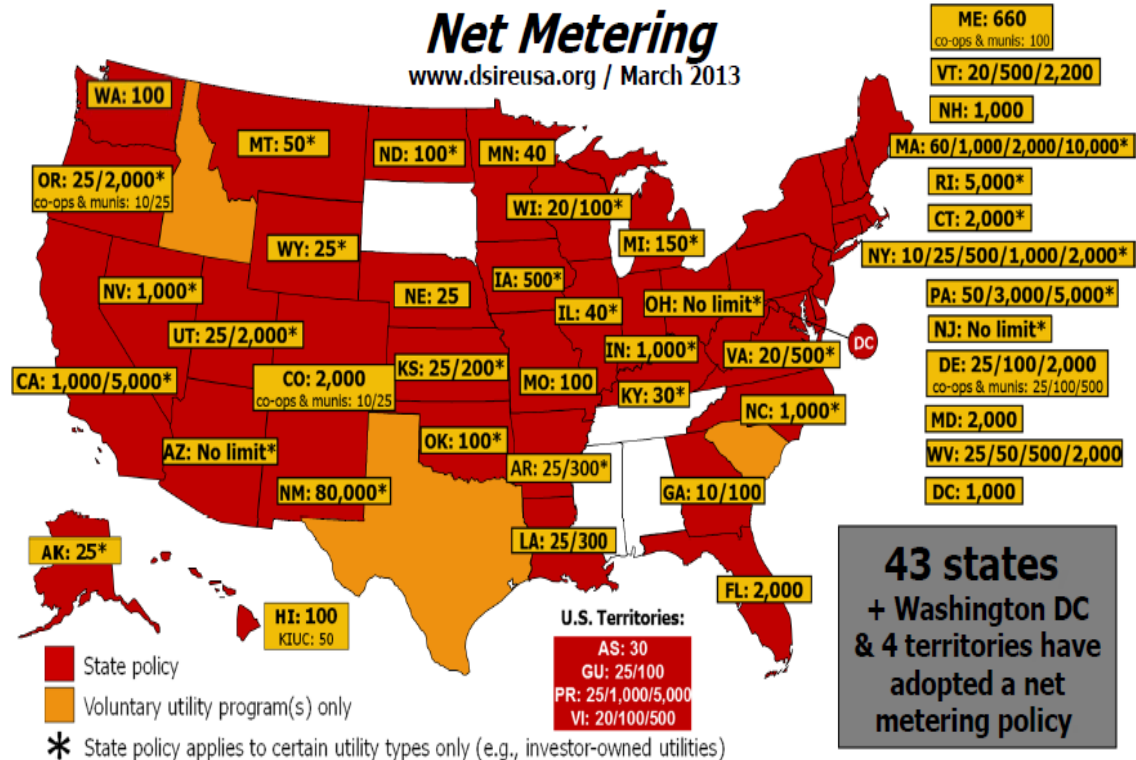 Net Metering
www.dsireusa.org / March 2013
ME: 660
co-ops & munis: 100
VT: 20/500/2,200
NH: 1,000
MA: 60/1,000/2,000/10,000*
RI: 5,000*
CT: 2,000*
NY: 10/25/500/1,000/2,000*
PA: 50/3,000/5,000*
NJ: No limit*
DE: 25/100/2,000
co-ops & munis: 25/100/500
MD: 2,000
WV: 25/50/500/2,000
DC: 1,000
WA: 100
MT: 50*
ND: 100*
MN: 40
OR: 25/2,000*
co-ops & munis: 10/25
WI: 20/100*
MI: 150*
WY: 25*
IA: 500*
NV: 1,000*
NE: 25
OH: No limit*
IL: 40*
UT: 25/2,000*
IN: 1,000*
VA: 20/500*
DC
KS: 25/200*
CA: 1,000/5,000*
CO: 2,000
co-ops & munis: 10/25
MO: 100
KY: 30*
NC: 1,000*
OK: 100*
AZ: No limit*
AR: 25/300*
NM: 80,000*
GA: 10/100
LA: 25/300
AK: 25*
FL: 2,000
HI: 100
KIUC: 50
U.S. Territories:
AS: 30
GU: 25/100
PR: 25/1,000/5,000
VI: 20/100/500
43 states
+ Washington DC
& 4 territories have
adopted a net
metering policy
State policy
Voluntary utility program(s) only
* State policy applies to certain utility types only (e.g., investor-owned utilities)